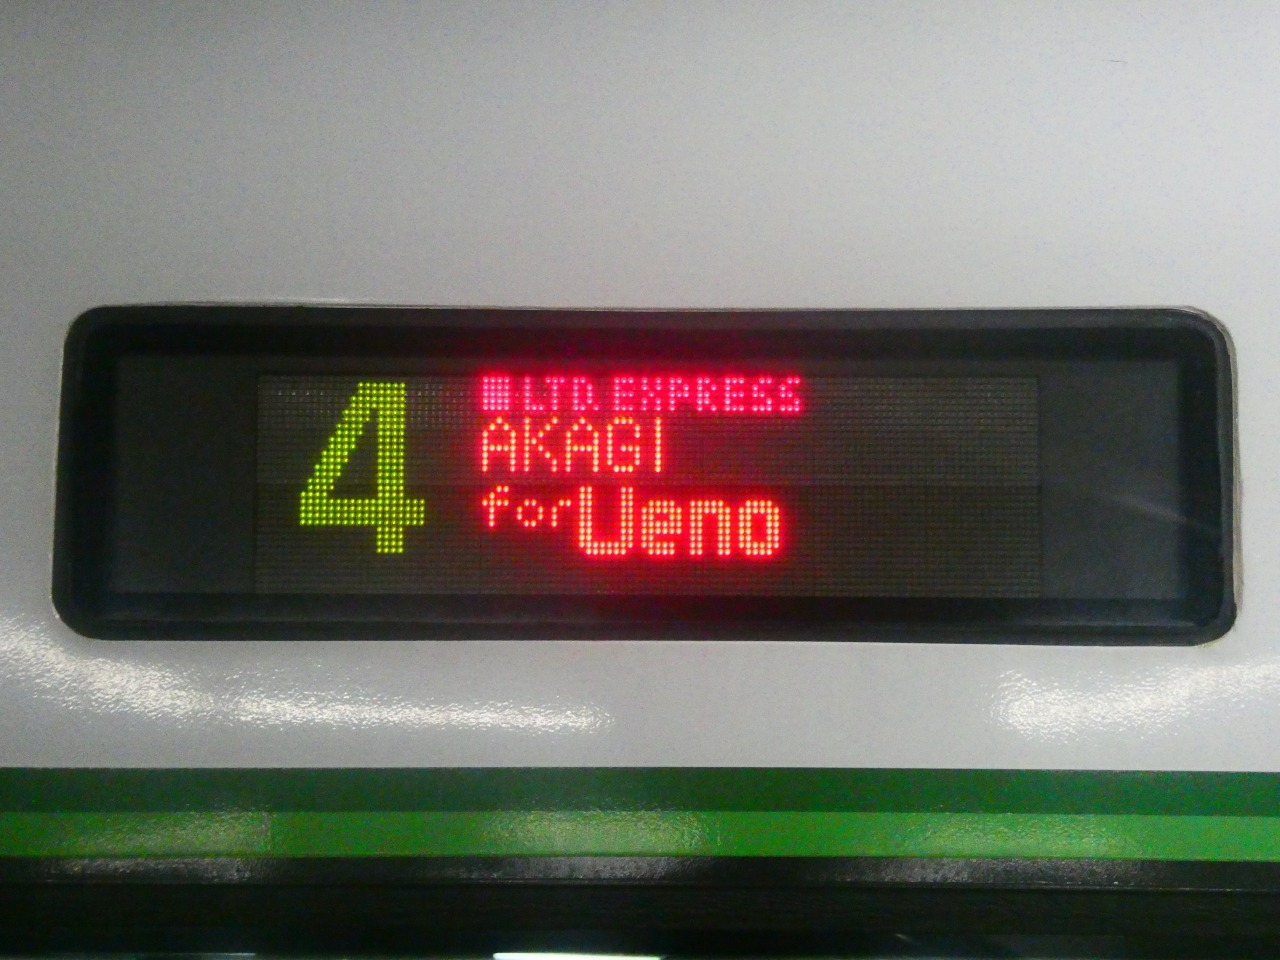 4
■LTD.EXPRESS
AKAGI
for Ueno